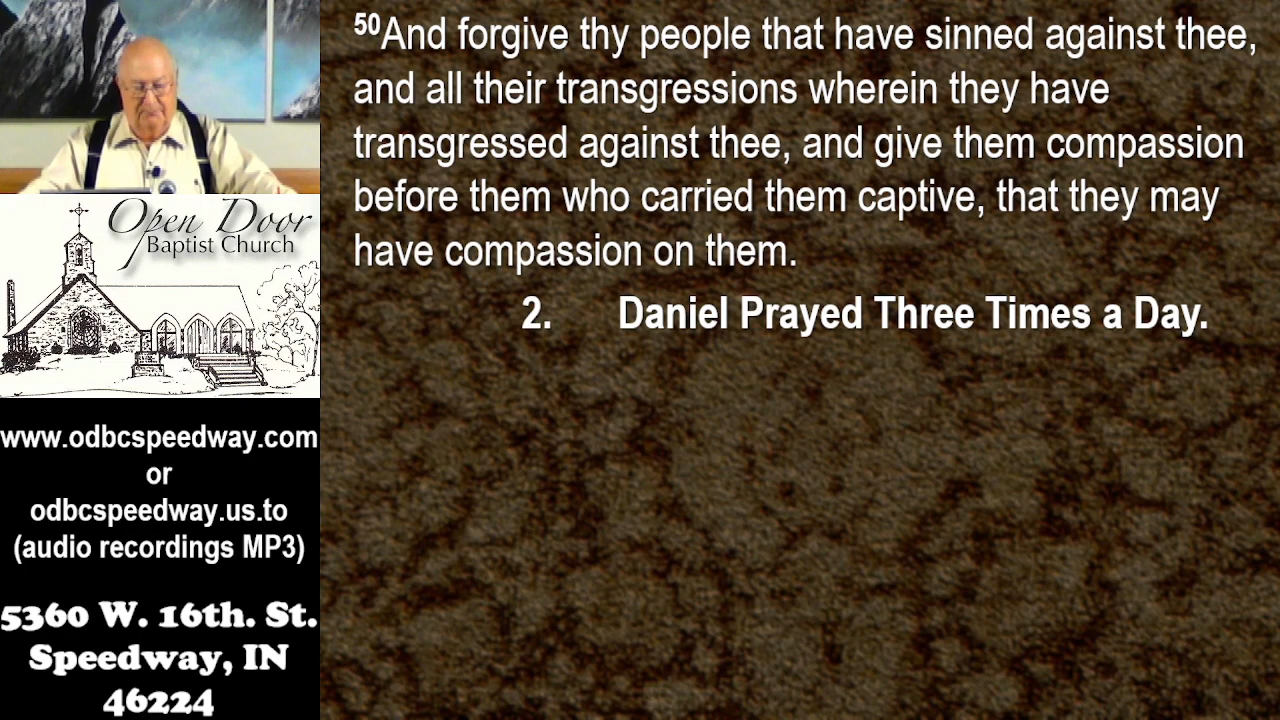 50And forgive thy people that have sinned against thee,
and all their transgressions wherein they have
transgressed against thee, and give them compassion
before them who carried them captive, that they may
have compassion on them.
2. Daniel Prayed Three Times a Day.
Open Door
Baptist Church
www.odbcspeedway.com
or
odbcspeedway.us.to
(audio recordings MP3)
5360 W. 16th. St.
Speedway, IN
46224